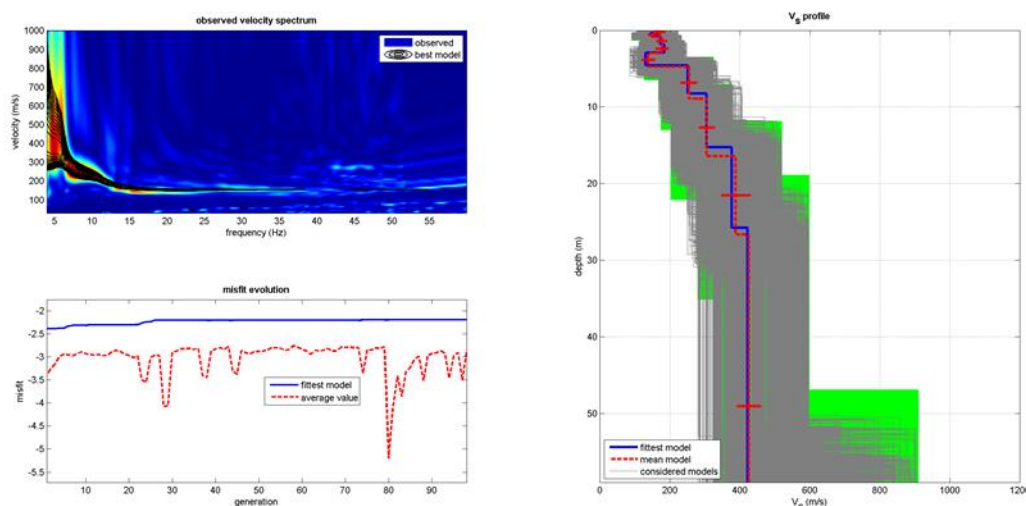 observed velocity spectrum
1000
900
800
700
600
500
400
300
200
100
velocity (m/s)
observed
best model
5 10 15 20 25 30 35 40 45 50 55
frequency (Hz)
misfit evolution
-2
-2.5
-3
-3.5
-4
-4.5
-5
-5.5
misfit
fittest model
average value
10 20 30 40 50 60 70 80 90
generation
V_S profile
0
10
20
30
40
50
depth (m)
fittest model
mean model
considered models
0 200 400 600 800 1000 1200
V_S (m/s)